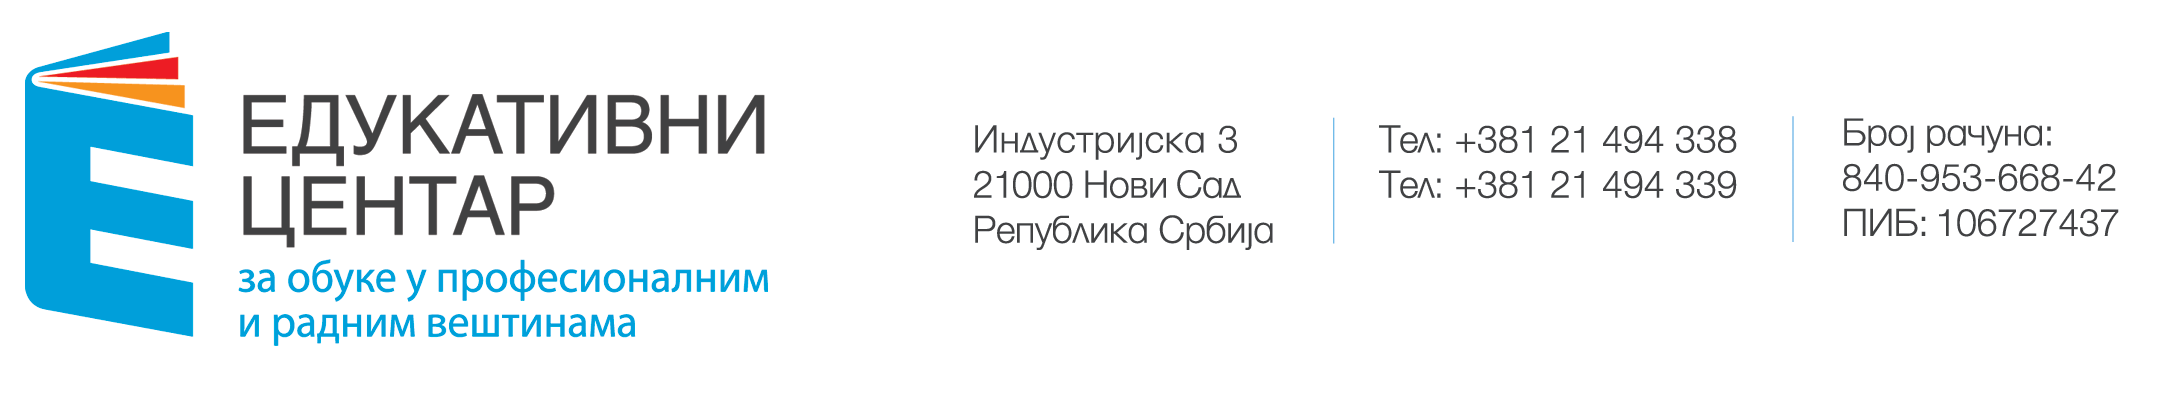 ЕДУКАТИВНИ
ЦЕНТАР
за обуке у професионалним
и радним вештинама
Индустријска 3
21000 Нови Сад
Република Србија
Тел: +381 21 494 338
Тел: +381 21 494 339
Број рачуна:
840-953-668-42
ПИБ: 106727437